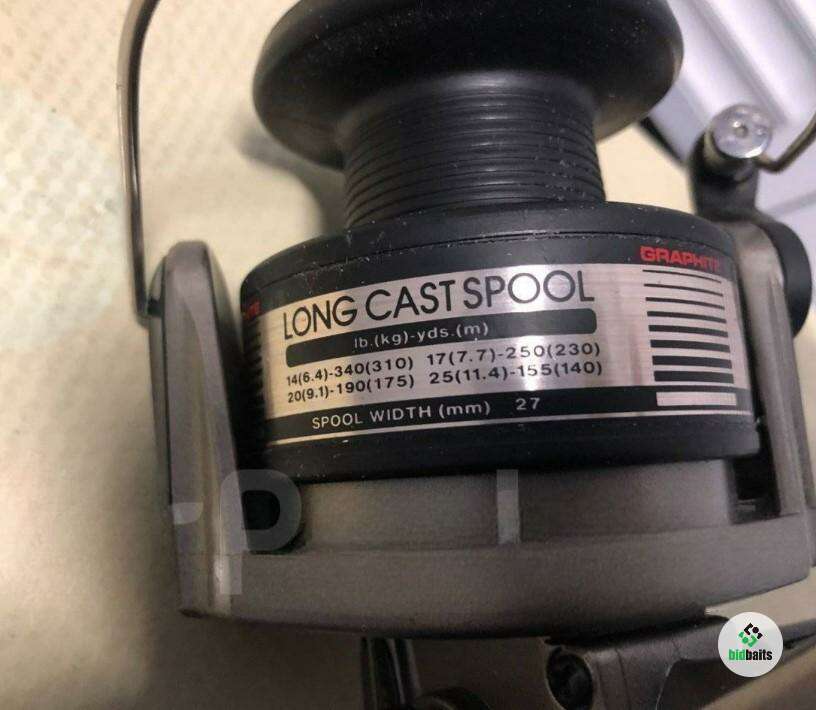 GRAPHITE
LONG CAST SPOOL
lb.(kg)-yds.(m)
14(6.4)-340(310) 17(7.7)-250(230)
20(9.1)-190(175) 25(11.4)-155(140)
SPOOL WIDTH (mm) 27
bidbaits